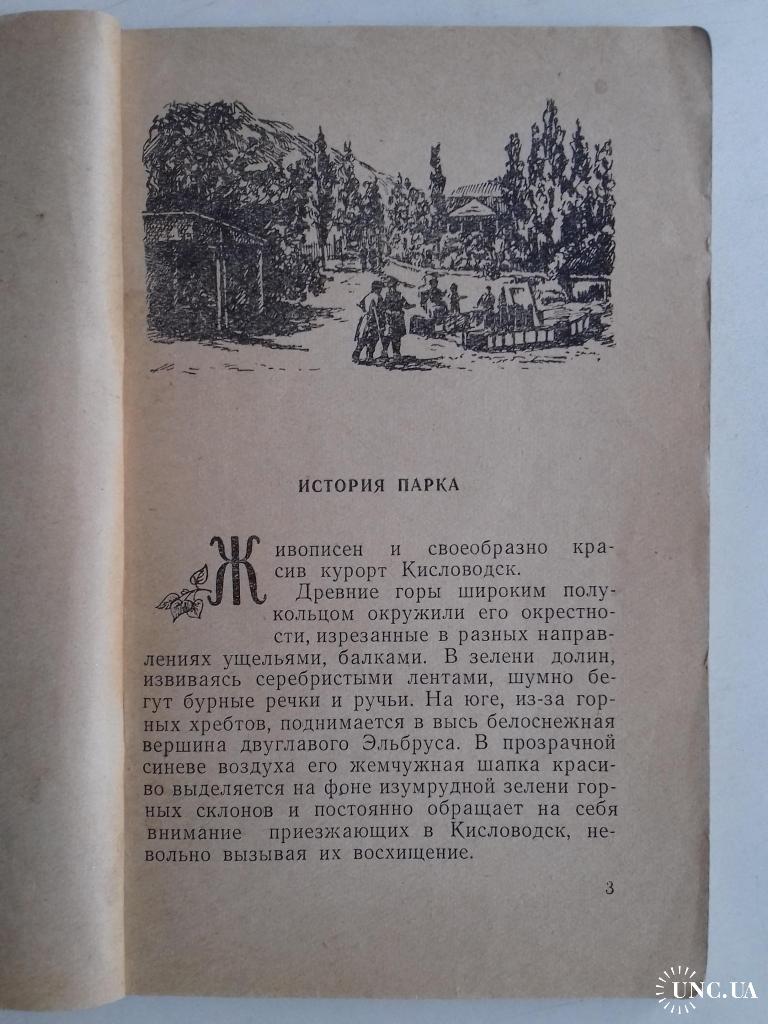 ИСТОРИЯ ПАРКА
Живописен и своеобразно кра-
сив курорт Кисловодск.
Древние горы широким полу-
кольцом окружили его окрестно-
сти, изрезанные в разных направ-
лениях ущельями, балками. В зелени долин,
извиваясь серебристыми лентами, шумно бе-
гут бурные речки и ручьи. На юге, из-за гор-
ных хребтов, поднимается в высь белоснежная
вершина двуглавого Эльбруса. В прозрачной
синеве воздуха его жемчужная шапка краси-
во выделяется на фоне изумрудной зелени гор-
ных склонов и постоянно обращает на себя
внимание приезжающих в Кисловодск, не-
вольно вызывая их восхищение.
3
UNC.UA